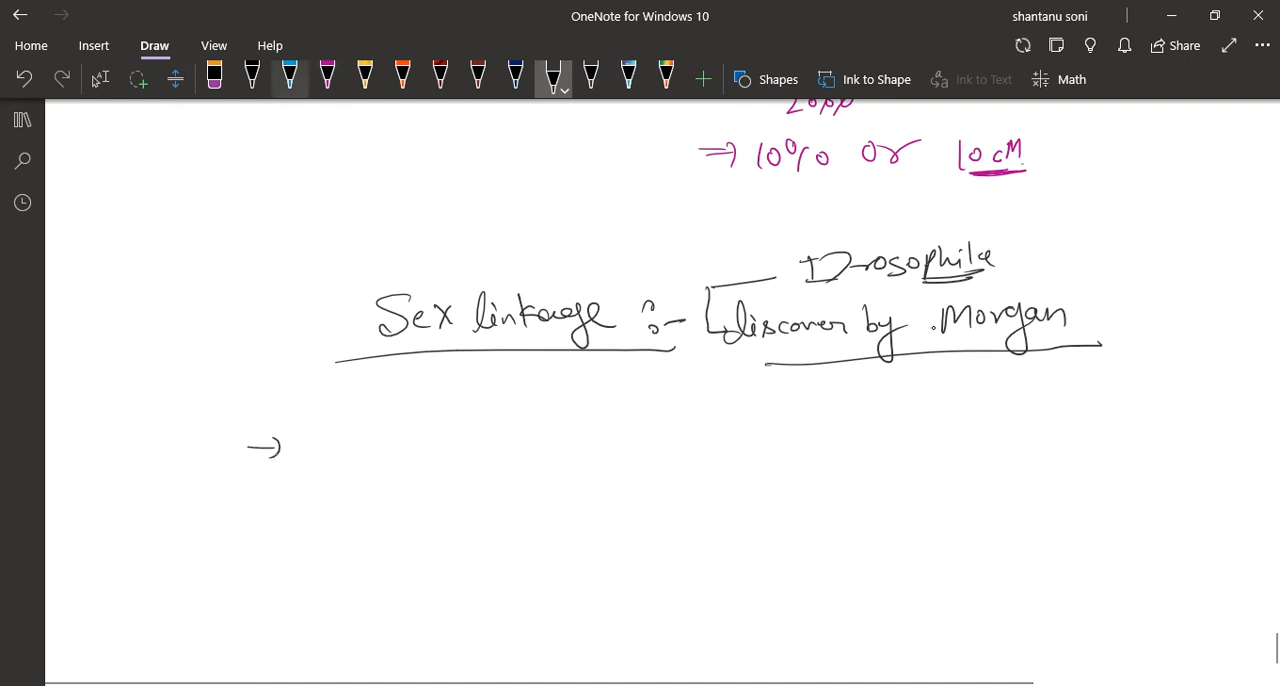 OneNote for Windows 10
shantanu soni
Home Insert Draw View Help
Share
Shapes
Ink to Shape
Ink to Text
Math
⇒ 10% or 10 cM
Drosophila
Sex linkage :- discover by Morgan
→